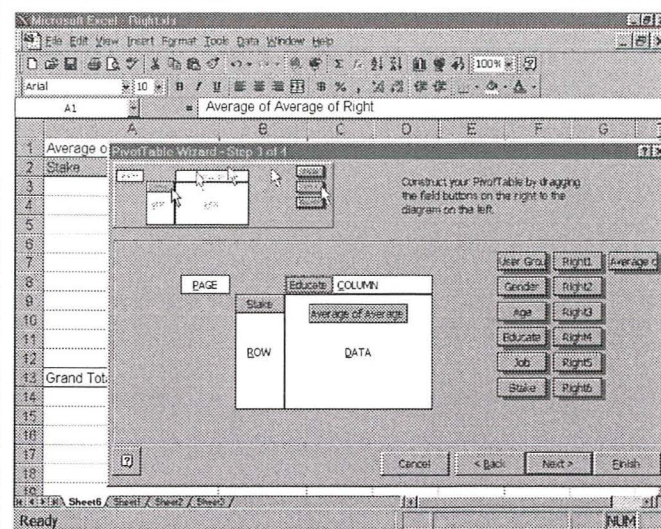 Microsoft Excel - Right.xls
File Edit View Insert Format Tools Data Window Help
100%
Arial 10 B I U $ % ,
A1 = Average of Average of Right
A B C D E F G
1 Average o
2 Stake
3
4
5
6
7
8
9
10
11
12
13 Grand Tot
14
15
16
17
18
19
PivotTable Wizard - Step 3 of 4
Construct your PivotTable by dragging
the field buttons on the right to the
diagram on the left.
PAGE Educate COLUMN
Stake Average of Average
ROW DATA
User Grou Right1 Average o
Gender Right2
Age Right3
Educate Right4
Job Right5
Stake Right6
Cancel < Back Next > Finish
Sheet6 / Sheet1 / Sheet2 / Sheet3 /
Ready NUM